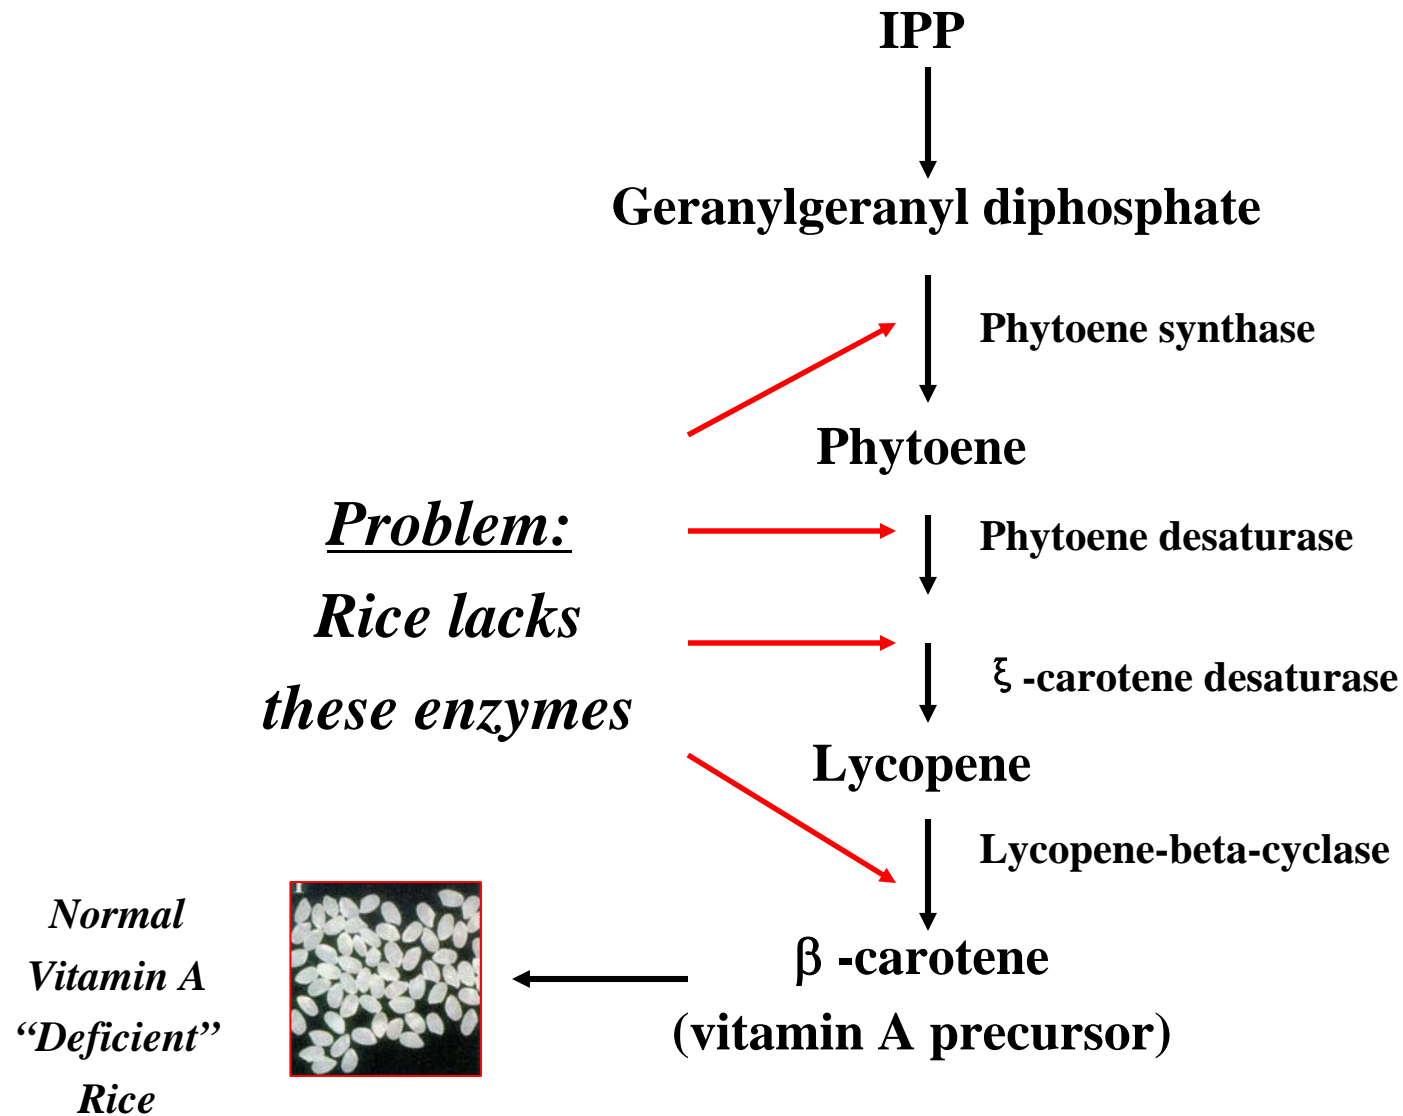 IPP
Geranylgeranyl diphosphate
Phytoene synthase
Phytoene
Problem:
Rice lacks
these enzymes
Phytoene desaturase
ξ -carotene desaturase
Lycopene
Lycopene-beta-cyclase
β -carotene
(vitamin A precursor)
Normal
Vitamin A
“Deficient”
Rice